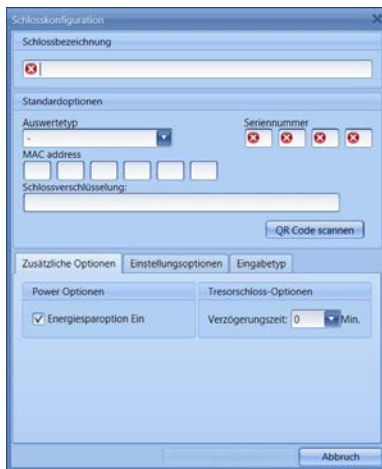 Schlosskonfiguration
Schlossbezeichnung
Standardoptionen
Auswertetyp Seriennummer
-
MAC address
Schlossverschlüsselung:
QR Code scannen
Zusätzliche Optionen Einstellungsoptionen Eingabetyp
Power Optionen Tresorschloss-Optionen
Energiesparoption Ein Verzögerungszeit: 0 Min.
Abbruch